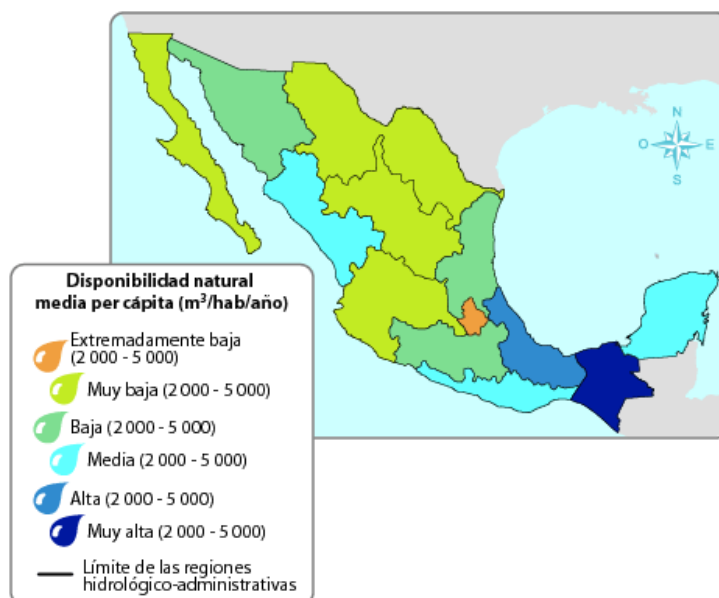 N
O
E
S
Disponibilidad natural
media per cápita (m³/hab/año)
Extremadamente baja
(2 000 - 5 000)
Muy baja (2 000 - 5 000)
Baja (2 000 - 5 000)
Media (2 000 - 5 000)
Alta (2 000 - 5 000)
Muy alta (2 000 - 5 000)
Límite de las regiones
hidrológico-administrativas